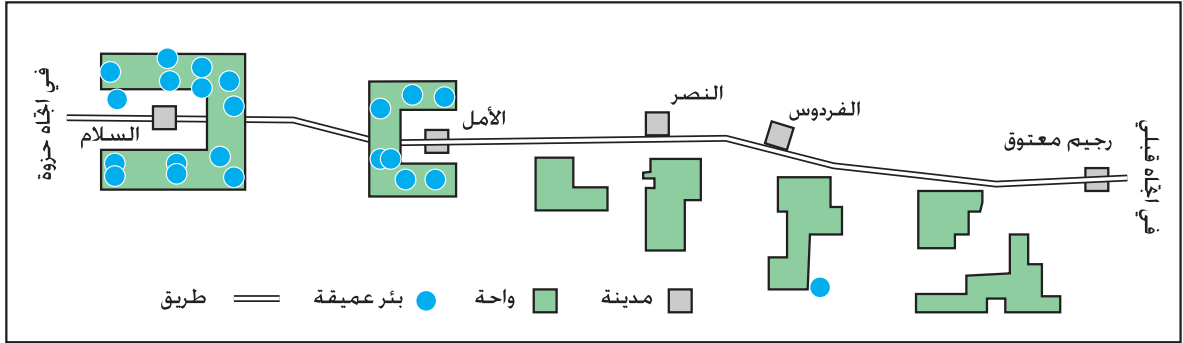 في اتجاه حزوة
السلام
الأمل
النصر
الفردوس
رجيم معتوق
في اتجاه قبلي
مدينة
واحة
بئر عميقة
طريق